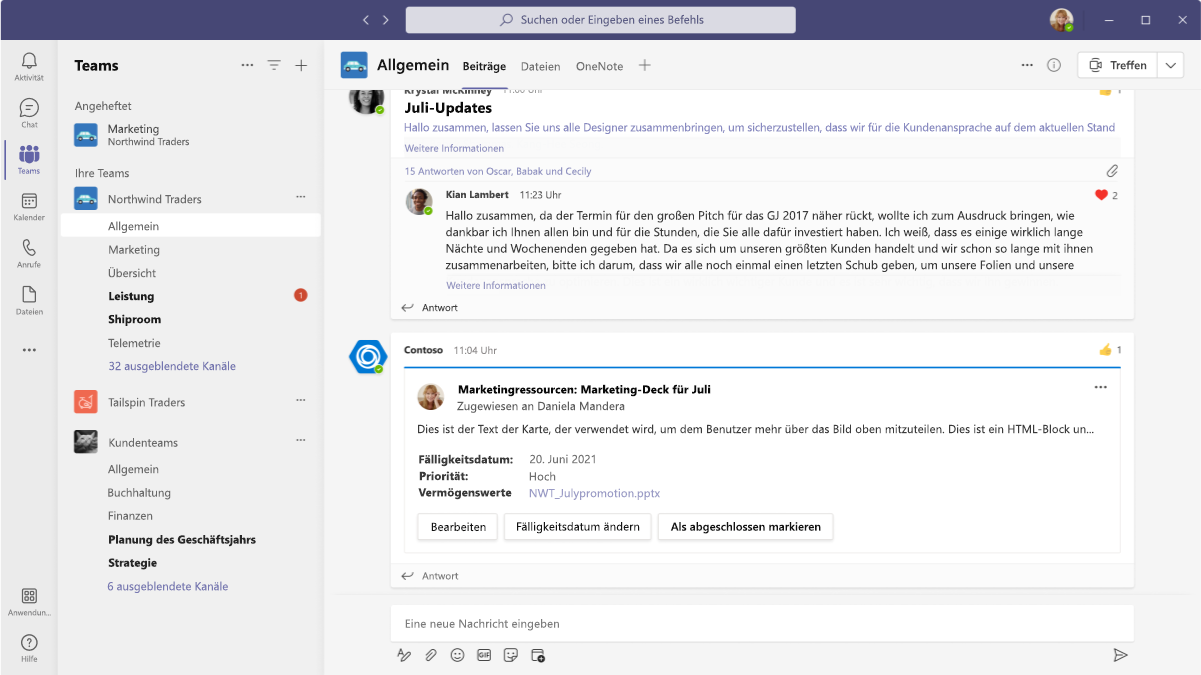 Suchen oder Eingeben eines Befehls
Aktivität
Chat
Teams
Kalender
Anrufe
Dateien
Anwendun...
Hilfe
Teams
Angeheftet
Marketing
Northwind Traders
Ihre Teams
Northwind Traders
Allgemein
Marketing
Übersicht
Leistung 1
Shiproom
Telemetrie
32 ausgeblendete Kanäle
Tailspin Traders
Kundenteams
Allgemein
Buchhaltung
Finanzen
Planung des Geschäftsjahrs
Strategie
6 ausgeblendete Kanäle
Allgemein Beiträge Dateien OneNote
Treffen
Krystal McKinney 11:00 Uhr 1
Juli-Updates
Hallo zusammen, lassen Sie uns alle Designer zusammenbringen, um sicherzustellen, dass wir für die Kundenansprache auf dem aktuellen Stand
Weitere Informationen
15 Antworten von Oscar, Babak und Cecily
Kian Lambert 11:23 Uhr 2
Hallo zusammen, da der Termin für den großen Pitch für das GJ 2017 näher rückt, wollte ich zum Ausdruck bringen, wie
dankbar ich Ihnen allen bin und für die Stunden, die Sie alle dafür investiert haben. Ich weiß, dass es einige wirklich lange
Nächte und Wochenenden gegeben hat. Da es sich um unseren größten Kunden handelt und wir schon so lange mit ihnen
zusammenarbeiten, bitte ich darum, dass wir alle noch einmal einen letzten Schub geben, um unsere Folien und unsere
Weitere Informationen
Antwort
Contoso 11:04 Uhr 1
Marketingressourcen: Marketing-Deck für Juli
Zugewiesen an Daniela Mandera
Dies ist der Text der Karte, der verwendet wird, um dem Benutzer mehr über das Bild oben mitzuteilen. Dies ist ein HTML-Block un...
Fälligkeitsdatum: 20. Juni 2021
Priorität: Hoch
Vermögenswerte NWT_Julypromotion.pptx
Bearbeiten Fälligkeitsdatum ändern Als abgeschlossen markieren
Antwort
Eine neue Nachricht eingeben
GIF